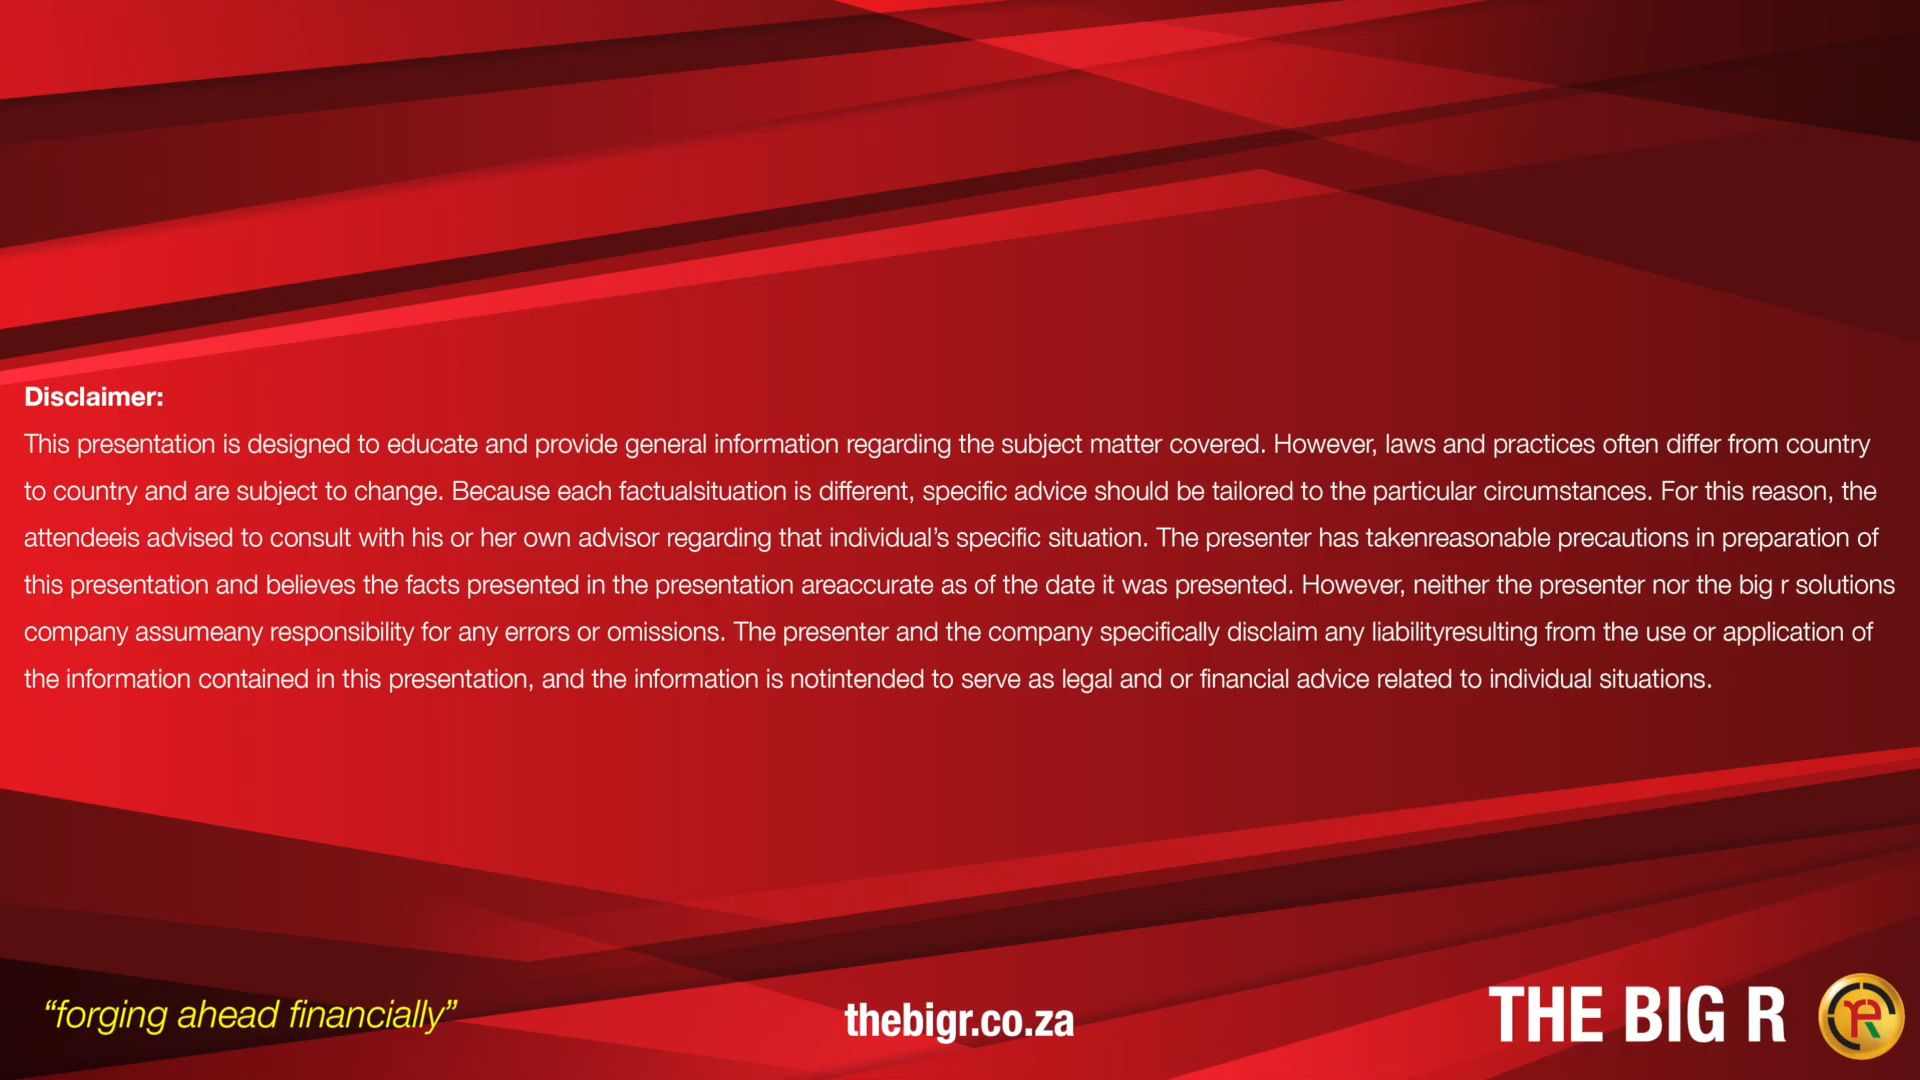 Disclaimer:
This presentation is designed to educate and provide general information regarding the subject matter covered. However, laws and practices often differ from country
to country and are subject to change. Because each factualsituation is different, specific advice should be tailored to the particular circumstances. For this reason, the
attendeeis advised to consult with his or her own advisor regarding that individual’s specific situation. The presenter has takenreasonable precautions in preparation of
this presentation and believes the facts presented in the presentation areaccurate as of the date it was presented. However, neither the presenter nor the big r solutions
company assumeany responsibility for any errors or omissions. The presenter and the company specifically disclaim any liabilityresulting from the use or application of
the information contained in this presentation, and the information is notintended to serve as legal and or financial advice related to individual situations.
“forging ahead financially”
thebigr.co.za
THE BIG R